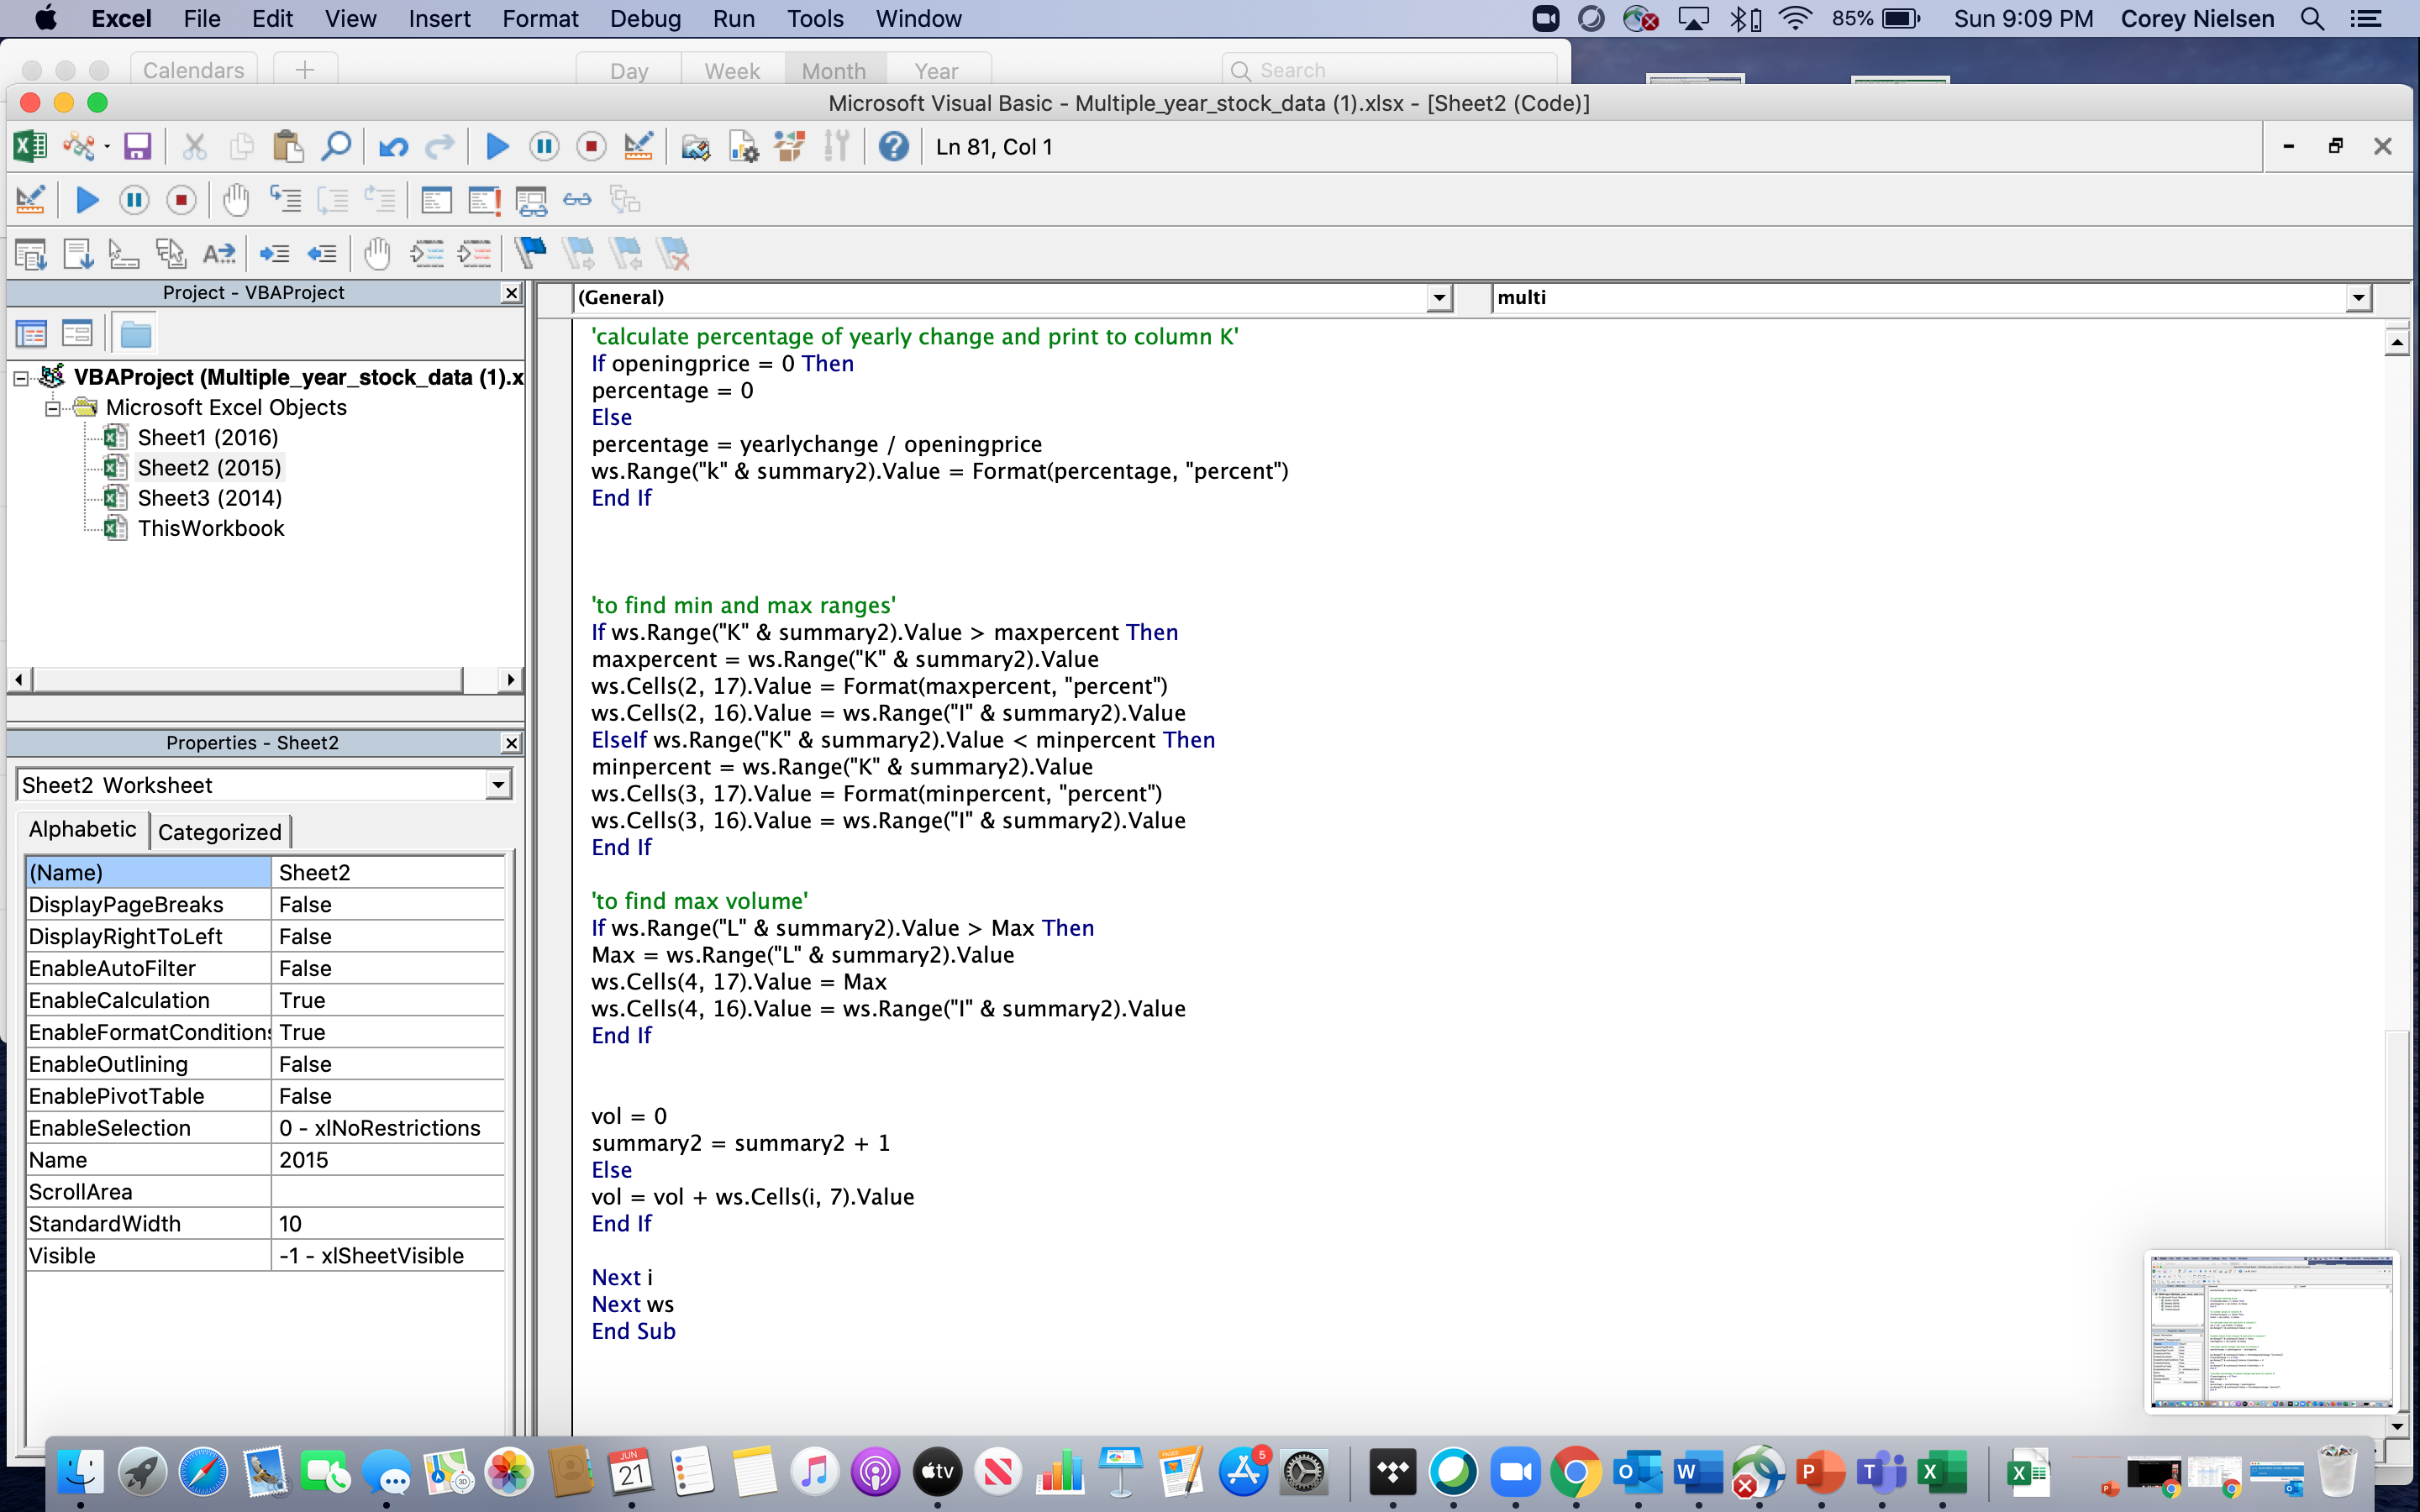 Excel File Edit View Insert Format Debug Run Tools Window 85% Sun 9:09 PM Corey Nielsen
Calendars Day Week Month Year Search
Microsoft Visual Basic - Multiple_year_stock_data (1).xlsx - [Sheet2 (Code)]
Ln 81, Col 1
Project - VBAProject
(General) multi
VBAProject (Multiple_year_stock_data (1).x
Microsoft Excel Objects
Sheet1 (2016)
Sheet2 (2015)
Sheet3 (2014)
ThisWorkbook
Properties - Sheet2
Sheet2 Worksheet
Alphabetic Categorized
(Name) Sheet2
DisplayPageBreaks False
DisplayRightToLeft False
EnableAutoFilter False
EnableCalculation True
EnableFormatConditions True
EnableOutlining False
EnablePivotTable False
EnableSelection 0 - xlNoRestrictions
Name 2015
ScrollArea
StandardWidth 10
Visible -1 - xlSheetVisible
'calculate percentage of yearly change and print to column K'
If openingprice = 0 Then
percentage = 0
Else
percentage = yearlychange / openingprice
ws.Range("k" & summary2).Value = Format(percentage, "percent")
End If
'to find min and max ranges'
If ws.Range("K" & summary2).Value > maxpercent Then
maxpercent = ws.Range("K" & summary2).Value
ws.Cells(2, 17).Value = Format(maxpercent, "percent")
ws.Cells(2, 16).Value = ws.Range("I" & summary2).Value
ElseIf ws.Range("K" & summary2).Value < minpercent Then
minpercent = ws.Range("K" & summary2).Value
ws.Cells(3, 17).Value = Format(minpercent, "percent")
ws.Cells(3, 16).Value = ws.Range("I" & summary2).Value
End If
'to find max volume'
If ws.Range("L" & summary2).Value > Max Then
Max = ws.Range("L" & summary2).Value
ws.Cells(4, 17).Value = Max
ws.Cells(4, 16).Value = ws.Range("I" & summary2).Value
End If
vol = 0
summary2 = summary2 + 1
Else
vol = vol + ws.Cells(i, 7).Value
End If
Next i
Next ws
End Sub
JUN
21
tv
5